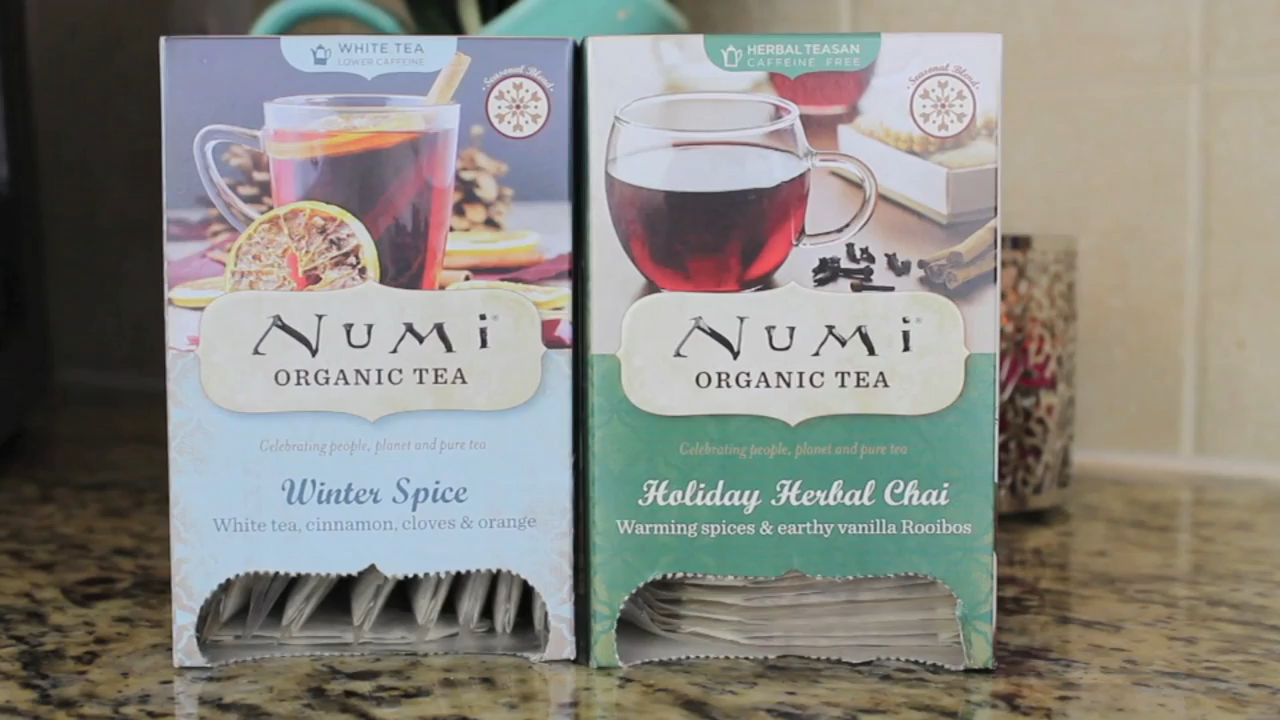 WHITE TEA
LOWER CAFFEINE
Seasonal Blend
NUMi®
ORGANIC TEA
Celebrating people, planet and pure tea
Winter Spice
White tea, cinnamon, cloves & orange
HERBAL TEASAN
CAFFEINE FREE
Seasonal Blend
NUMi®
ORGANIC TEA
Celebrating people, planet and pure tea
Holiday Herbal Chai
Warming spices & earthy vanilla Rooibos